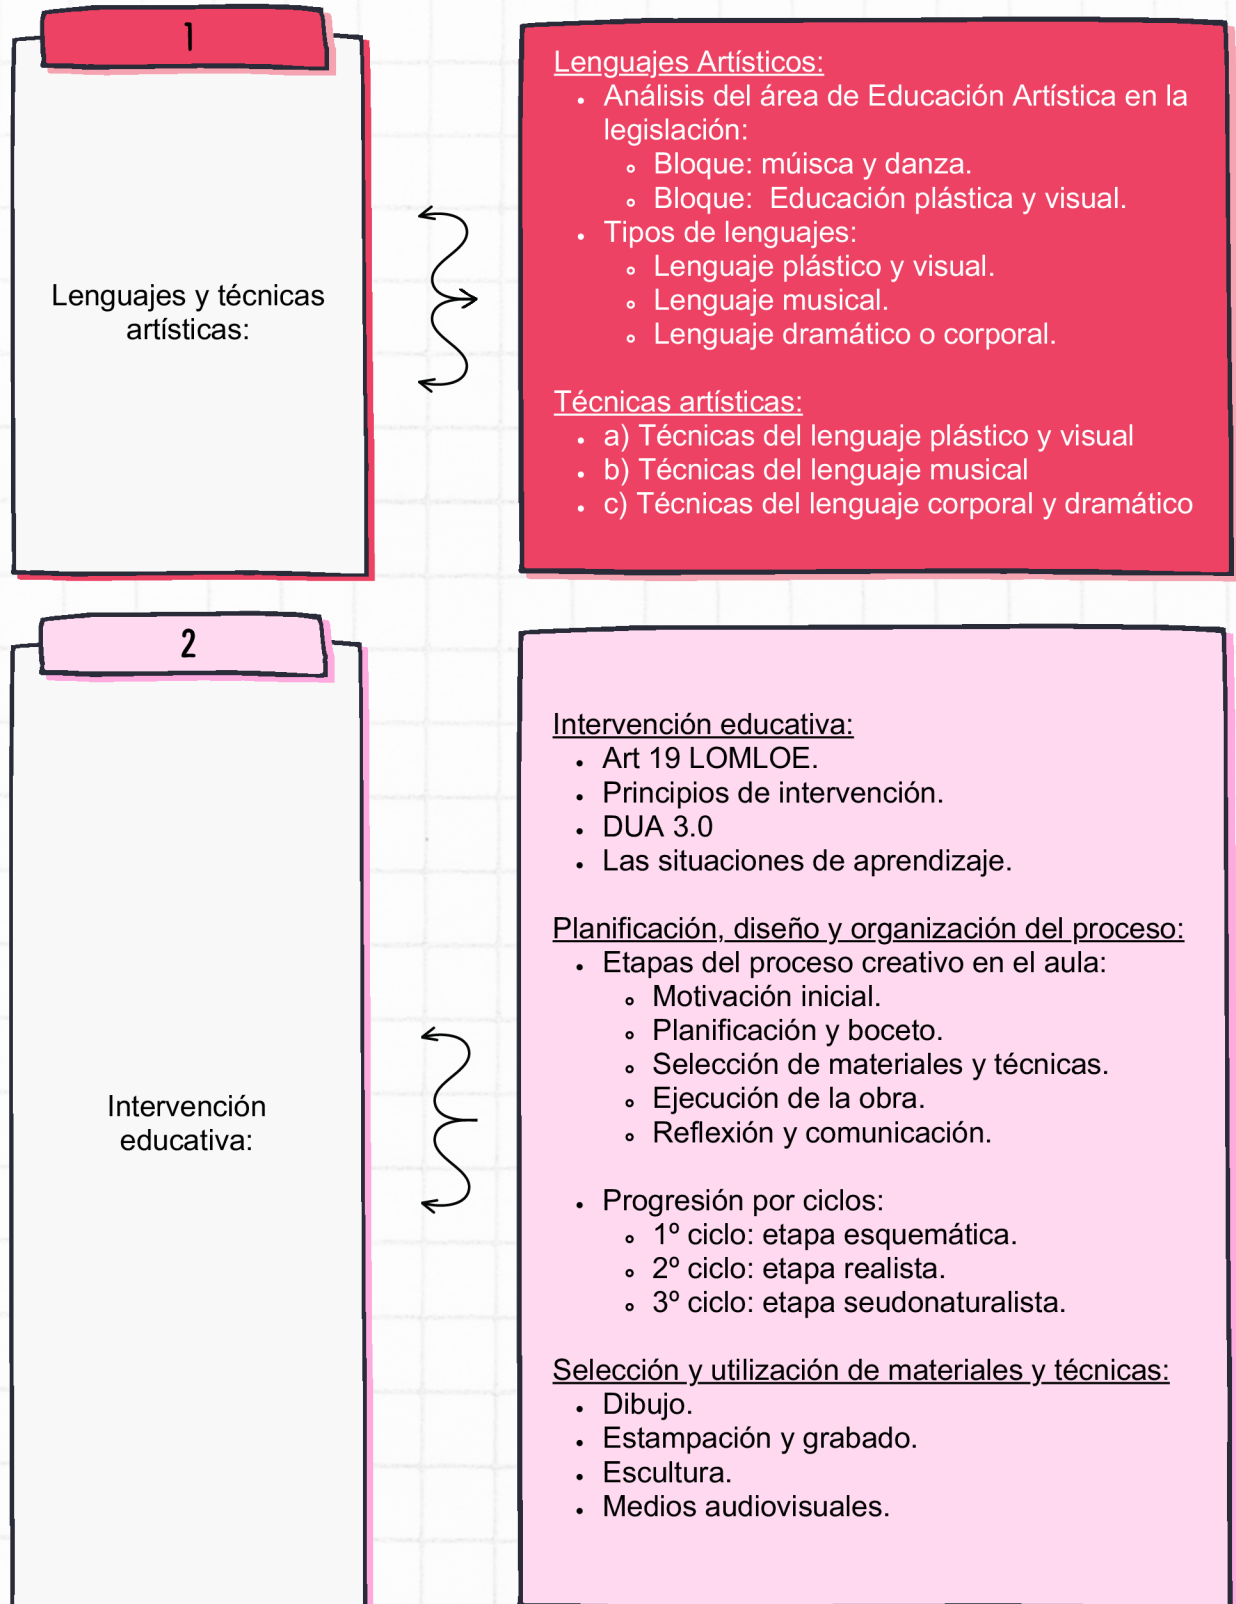 1
Lenguajes y técnicas
artísticas:
Lenguajes Artísticos:
• Análisis del área de Educación Artística en la
legislación:
◦ Bloque: múisca y danza.
◦ Bloque:  Educación plástica y visual.
• Tipos de lenguajes:
◦ Lenguaje plástico y visual.
◦ Lenguaje musical.
◦ Lenguaje dramático o corporal.
Técnicas artísticas:
• a) Técnicas del lenguaje plástico y visual
• b) Técnicas del lenguaje musical
• c) Técnicas del lenguaje corporal y dramático
2
Intervención
educativa:
Intervención educativa:
• Art 19 LOMLOE.
• Principios de intervención.
• DUA 3.0
• Las situaciones de aprendizaje.
Planificación, diseño y organización del proceso:
• Etapas del proceso creativo en el aula:
◦ Motivación inicial.
◦ Planificación y boceto.
◦ Selección de materiales y técnicas.
◦ Ejecución de la obra.
◦ Reflexión y comunicación.
• Progresión por ciclos:
◦ 1º ciclo: etapa esquemática.
◦ 2º ciclo: etapa realista.
◦ 3º ciclo: etapa seudonaturalista.
Selección y utilización de materiales y técnicas:
• Dibujo.
• Estampación y grabado.
• Escultura.
• Medios audiovisuales.